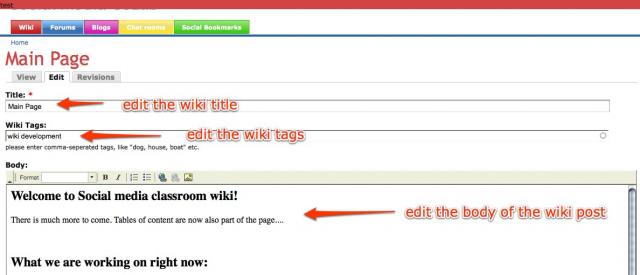 test
Wiki Forums Blogs Chat rooms Social Bookmarks
Home
Main Page
View Edit Revisions
Title: *
Main Page edit the wiki title
Wiki Tags:
wiki development edit the wiki tags
please enter comma-seperated tags, like "dog, house, boat" etc.
Body:
Format B I
Welcome to Social media classroom wiki!
There is much more to come. Tables of content are now also part of the page....
edit the body of the wiki post
What we are working on right now: